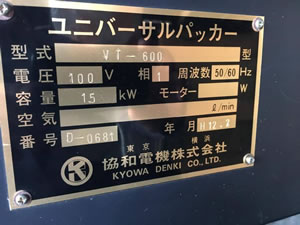 ユニバーサルパッカー
型式 VT-600 型
電圧 100 V 相 1 周波数 50/60 Hz
容量 1.5 kW モーター W
空気 ℓ/min
番号 D-0681 年月 H12.2
東京 横浜
K 協和電機株式会社
KYOWA DENKI CO.,LTD.